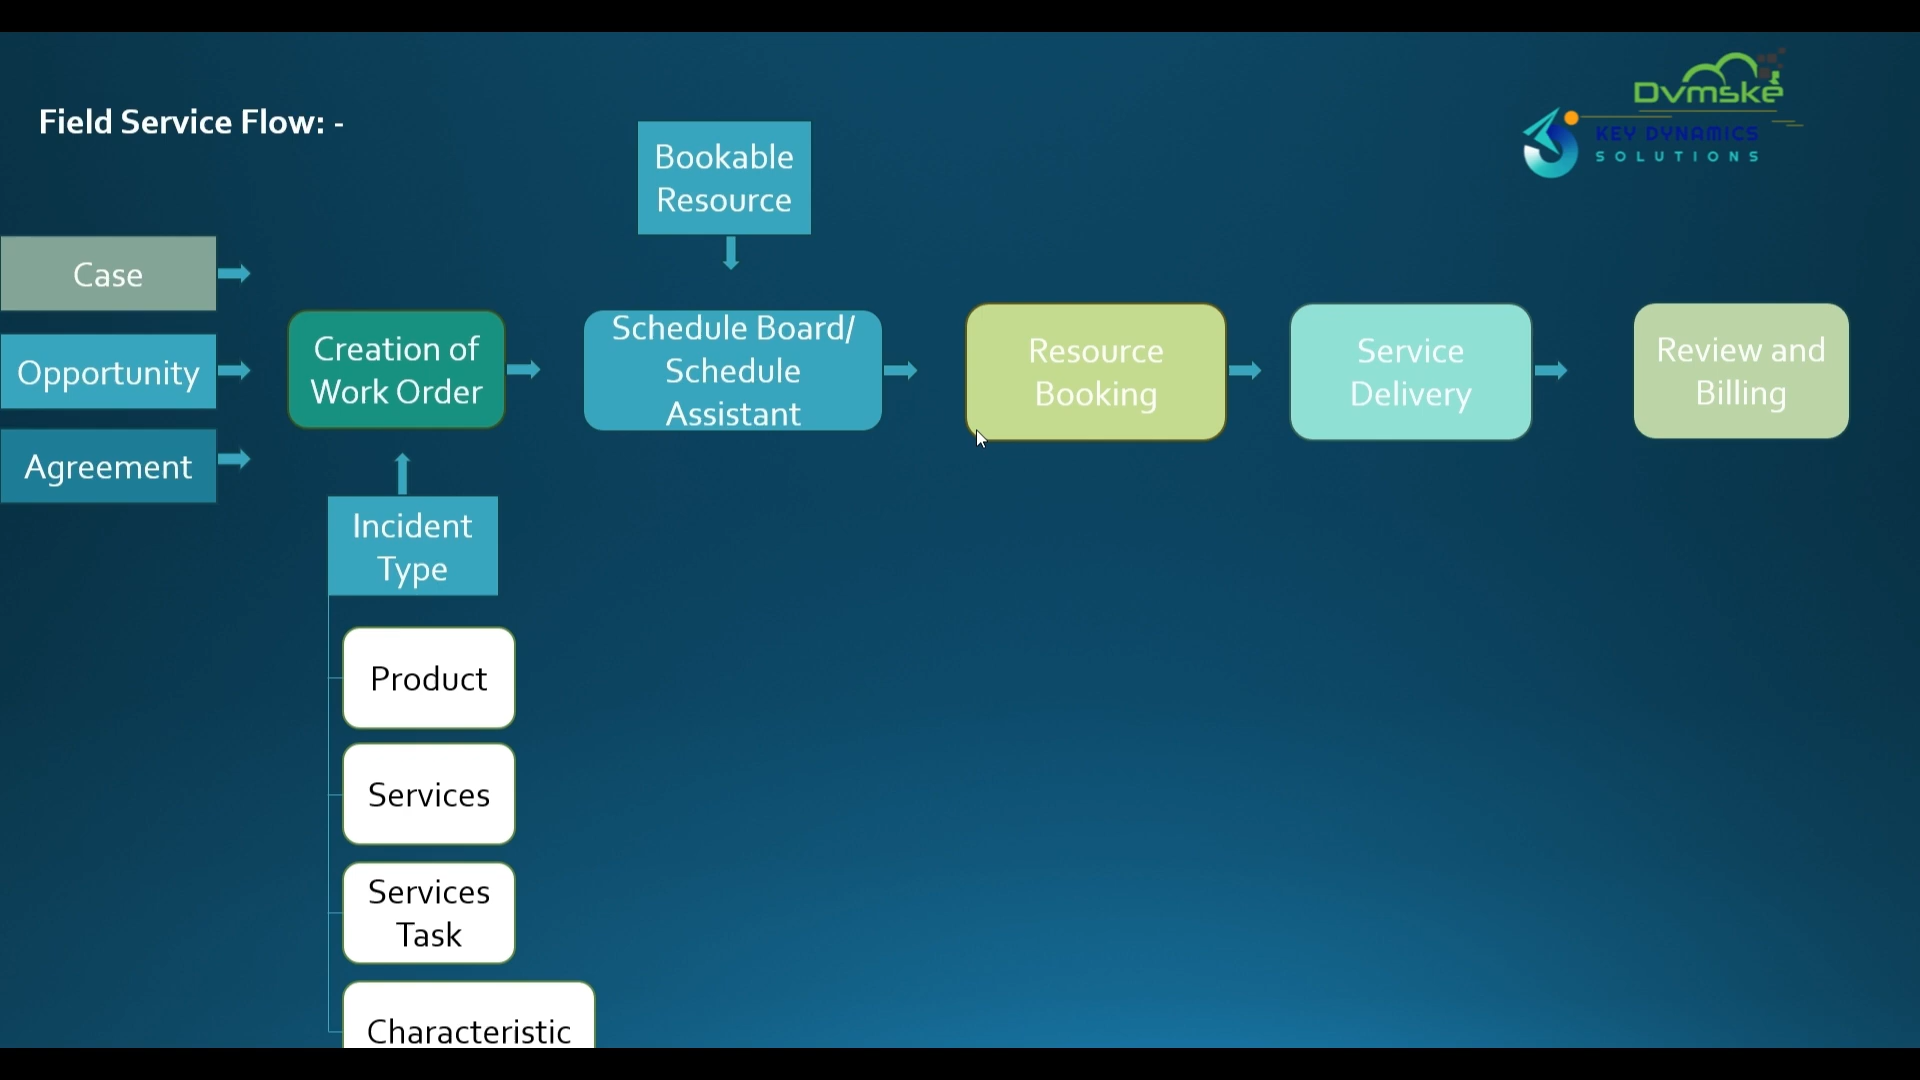 Field Service Flow: -
Dvmske
KEY DYNAMICS
SOLUTIONS
Bookable
Resource
Case
Opportunity
Agreement
Creation of
Work Order
Schedule Board/
Schedule
Assistant
Resource
Booking
Service
Delivery
Review and
Billing
Incident
Type
Product
Services
Services
Task
Characteristic